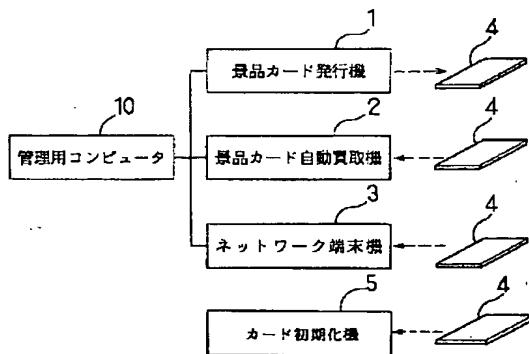 1
4
景品カード発行機
10
2
4
管理用コンピュータ
景品カード自動買取機
3
4
ネットワーク端末機
5
4
カード初期化機